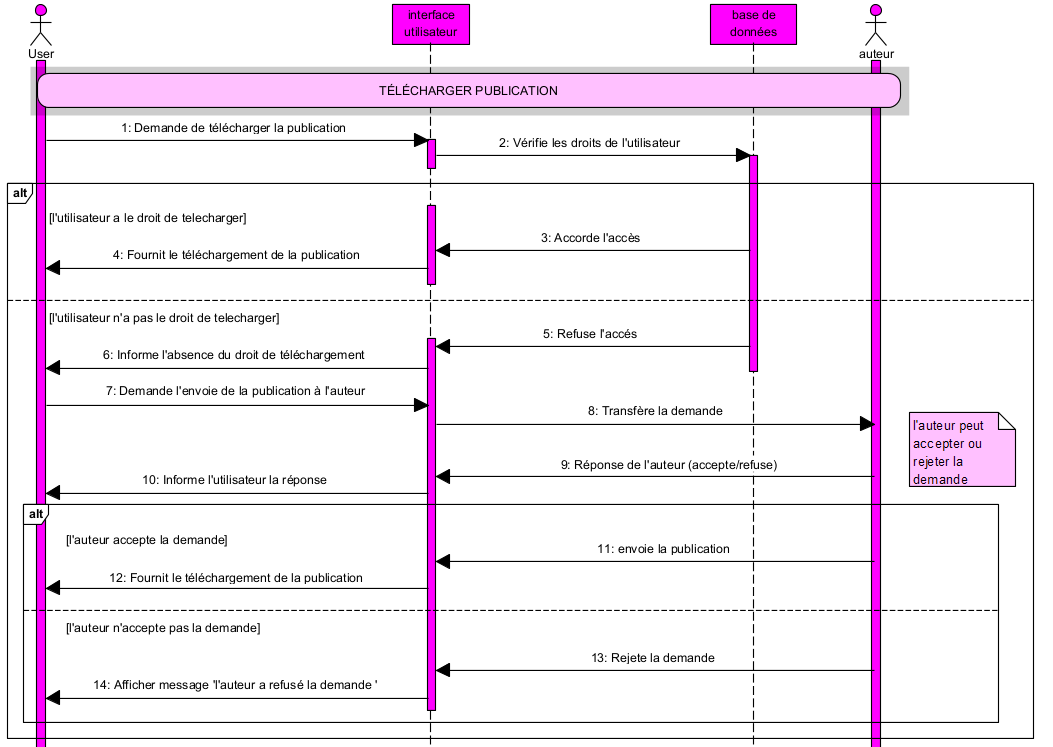 interface
utilisateur
base de
données
User
auteur
TÉLÉCHARGER PUBLICATION
1: Demande de télécharger la publication
2: Vérifie les droits de l'utilisateur
alt
[l'utilisateur a le droit de telecharger]
3: Accorde l'accès
4: Fournit le téléchargement de la publication
[l'utilisateur n'a pas le droit de telecharger]
5: Refuse l'accés
6: Informe l'absence du droit de téléchargement
7: Demande l'envoie de la publication à l'auteur
8: Transfère la demande
l'auteur peut
accepter ou
rejeter la
demande
9: Réponse de l'auteur (accepte/refuse)
10: Informe l'utilisateur la réponse
alt
[l'auteur accepte la demande]
11: envoie la publication
12: Fournit le téléchargement de la publication
[l'auteur n'accepte pas la demande]
13: Rejete la demande
14: Afficher message 'l'auteur a refusé la demande '